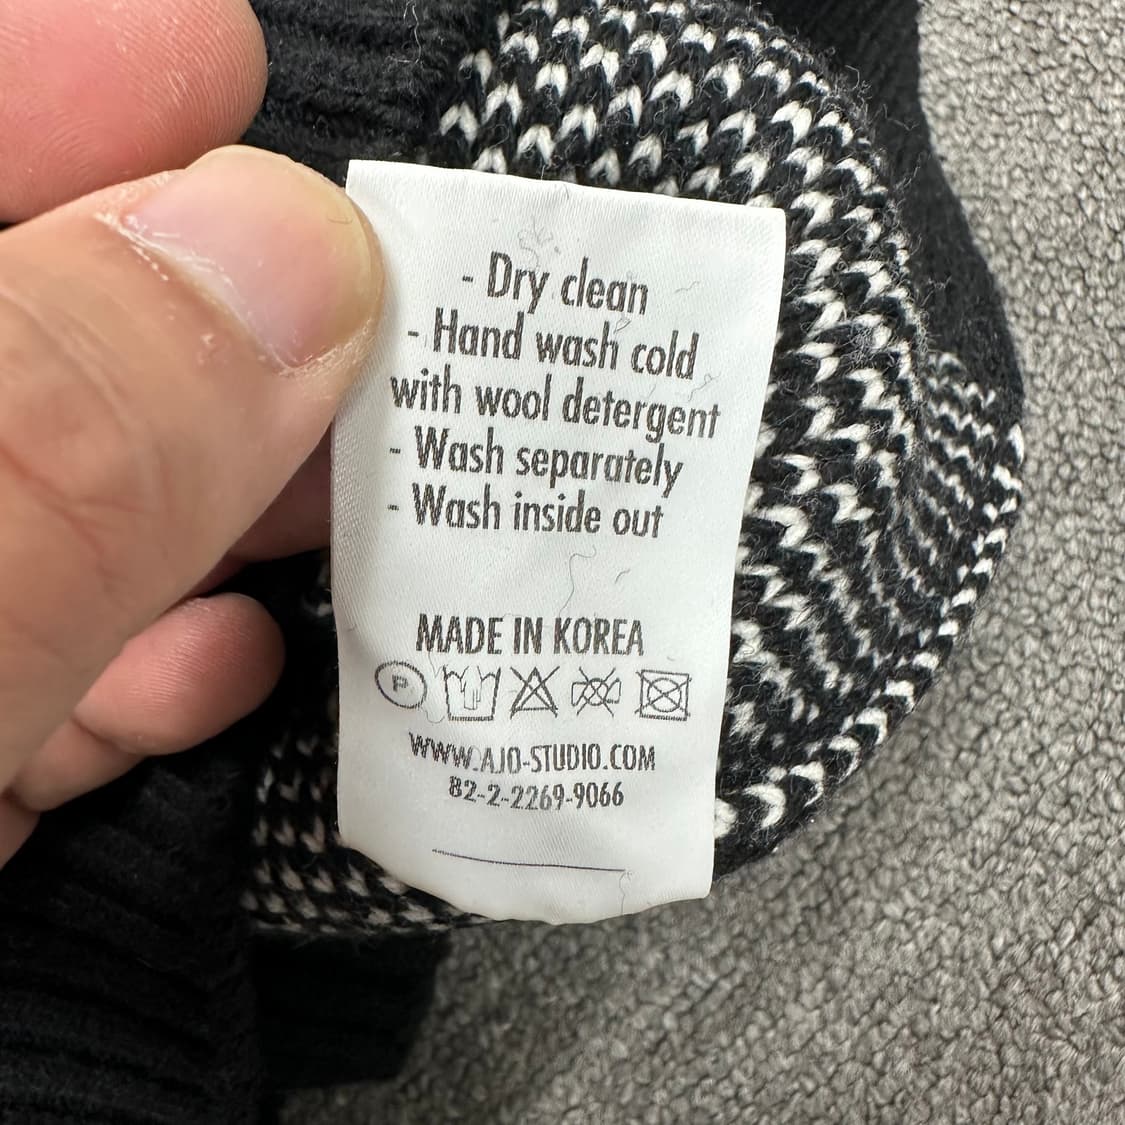 - Dry clean
- Hand wash cold
with wool detergent
- Wash separately
- Wash inside out
MADE IN KOREA
P
WWW.AJO-STUDIO.COM
82-2-2269-9066